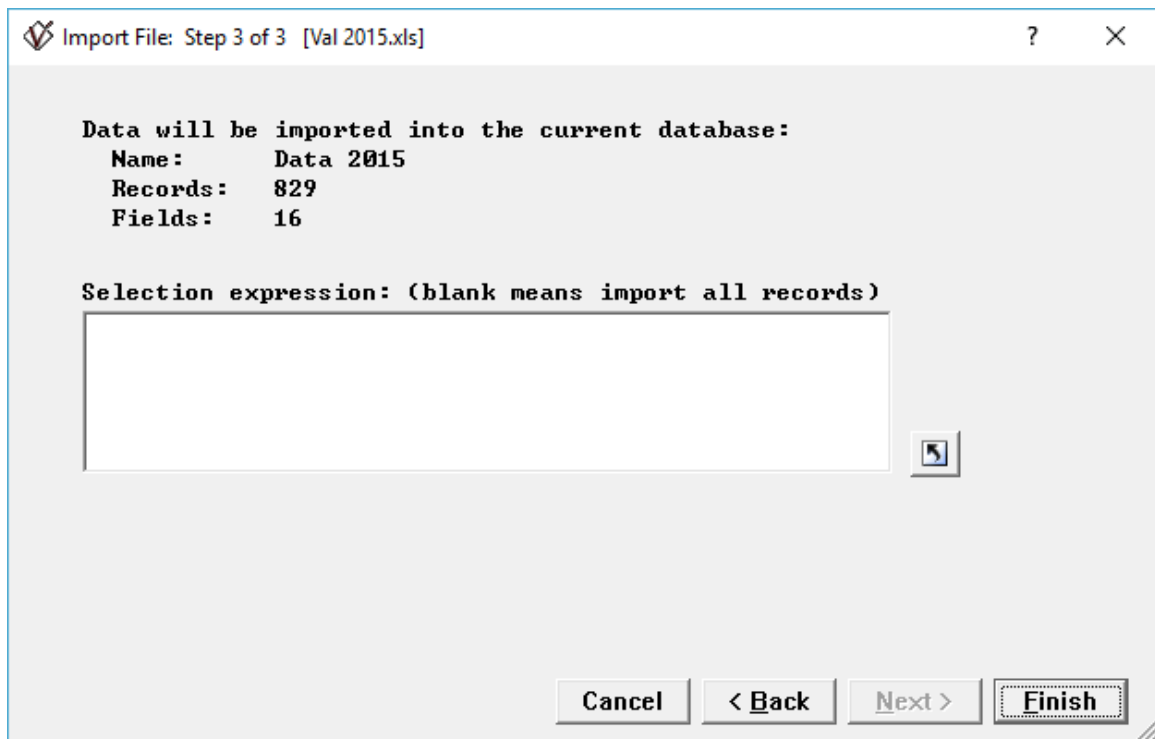 Import File: Step 3 of 3 [Val 2015.xls] ?
Data will be imported into the current database:
Name: Data 2015
Records: 829
Fields: 16
Selection expression: (blank means import all records)
Cancel < Back Next > Finish